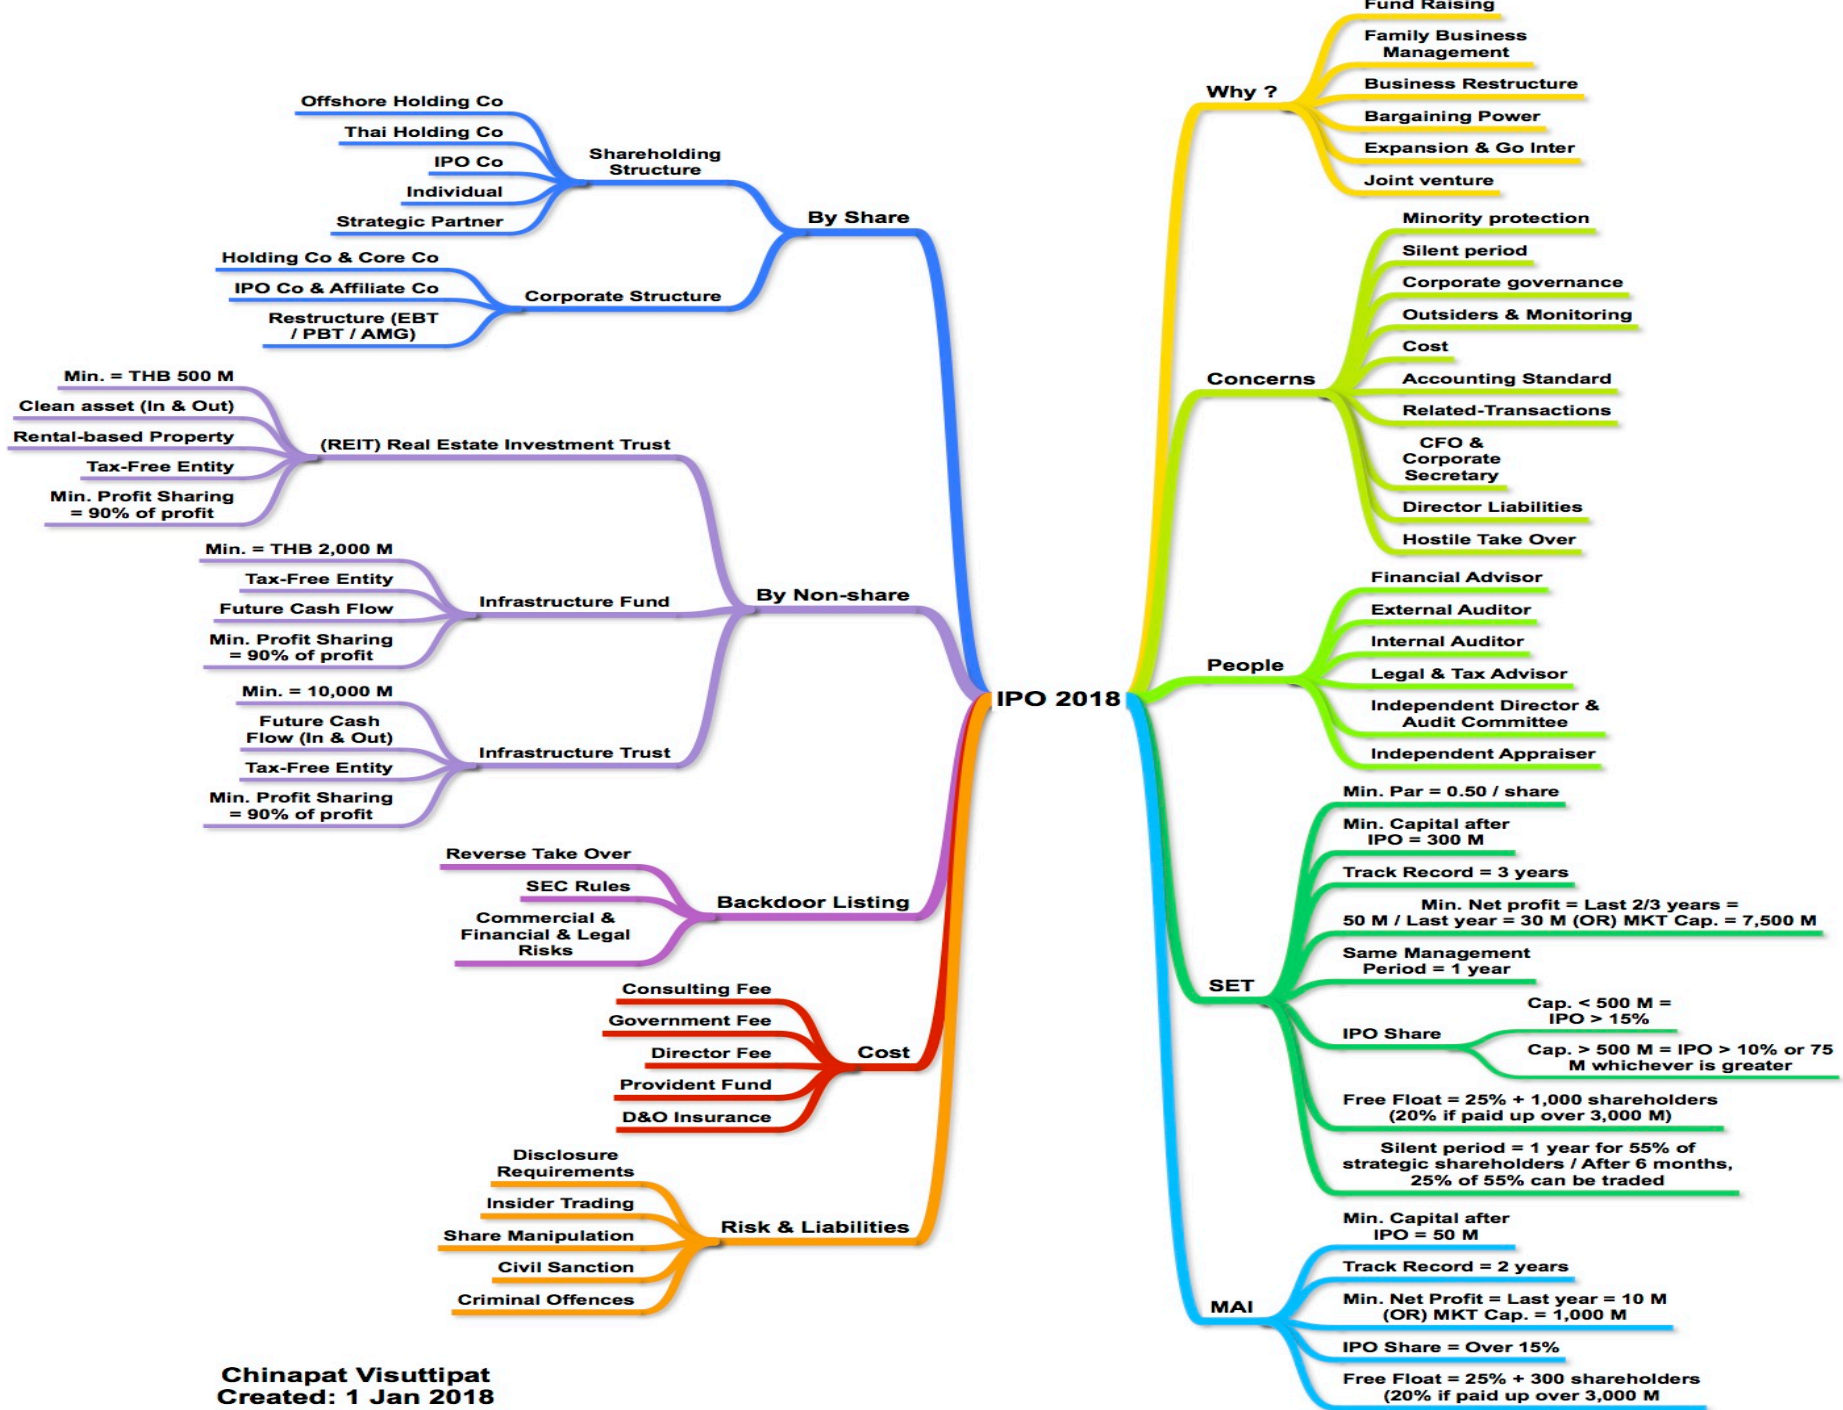 Fund Raising
Family Business
Management
Why ?
Business Restructure
Bargaining Power
Expansion & Go Inter
Joint venture
Minority protection
Silent period
Corporate governance
Outsiders & Monitoring
Cost
Concerns
Accounting Standard
Related-Transactions
CFO &
Corporate
Secretary
Director Liabilities
Hostile Take Over
Financial Advisor
External Auditor
Internal Auditor
People
Legal & Tax Advisor
Independent Director &
Audit Committee
Independent Appraiser
Min. Par = 0.50 / share
Min. Capital after
IPO = 300 M
Track Record = 3 years
Min. Net profit = Last 2/3 years =
50 M / Last year = 30 M (OR) MKT Cap. = 7,500 M
Same Management
Period = 1 year
SET
IPO Share
Cap. < 500 M =
IPO > 15%
Cap. > 500 M = IPO > 10% or 75
M whichever is greater
Free Float = 25% + 1,000 shareholders
(20% if paid up over 3,000 M)
Silent period = 1 year for 55% of
strategic shareholders / After 6 months,
25% of 55% can be traded
Min. Capital after
IPO = 50 M
Track Record = 2 years
MAI
Min. Net Profit = Last year = 10 M
(OR) MKT Cap. = 1,000 M
IPO Share = Over 15%
Free Float = 25% + 300 shareholders
(20% if paid up over 3,000 M
IPO 2018
Offshore Holding Co
Thai Holding Co
IPO Co
Individual
Strategic Partner
Shareholding
Structure
By Share
Holding Co & Core Co
IPO Co & Affiliate Co
Restructure (EBT
/ PBT / AMG)
Corporate Structure
Min. = THB 500 M
Clean asset (In & Out)
Rental-based Property
Tax-Free Entity
Min. Profit Sharing
= 90% of profit
(REIT) Real Estate Investment Trust
Min. = THB 2,000 M
Tax-Free Entity
Future Cash Flow
Min. Profit Sharing
= 90% of profit
Infrastructure Fund
By Non-share
Min. = 10,000 M
Future Cash
Flow (In & Out)
Tax-Free Entity
Min. Profit Sharing
= 90% of profit
Infrastructure Trust
Reverse Take Over
SEC Rules
Commercial &
Financial & Legal
Risks
Backdoor Listing
Consulting Fee
Government Fee
Director Fee
Provident Fund
D&O Insurance
Cost
Disclosure
Requirements
Insider Trading
Share Manipulation
Civil Sanction
Criminal Offences
Risk & Liabilities
Chinapat Visuttipat
Created: 1 Jan 2018